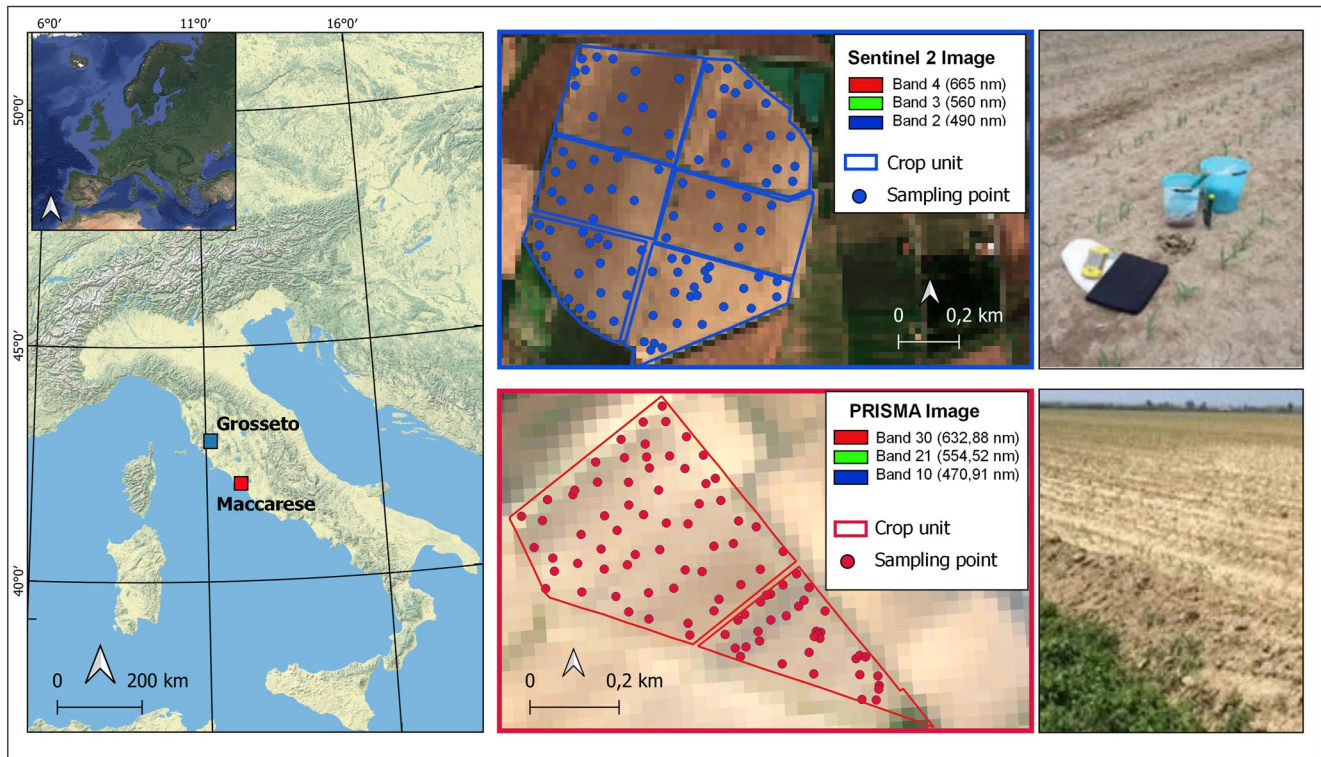 6°0′
11°0′
16°0′
50°0′
45°0′
40°0′
Grosseto
Maccarese
0
200 km
Sentinel 2 Image
Band 4 (665 nm)
Band 3 (560 nm)
Band 2 (490 nm)
Crop unit
Sampling point
0
0,2 km
PRISMA Image
Band 30 (632,88 nm)
Band 21 (554,52 nm)
Band 10 (470,91 nm)
Crop unit
Sampling point
0
0,2 km